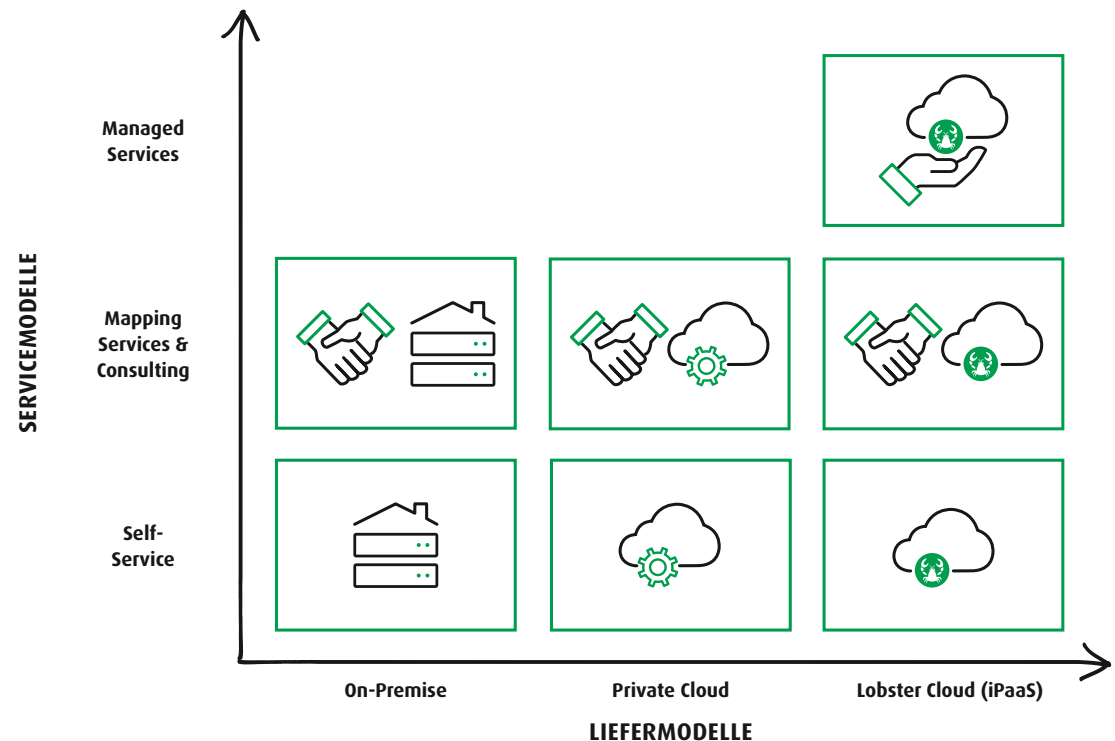 Managed
Services
SERVICEMODELLE
Mapping
Services &
Consulting
Self-
Service
On-Premise
Private Cloud
Lobster Cloud (iPaaS)
LIEFERMODELLE